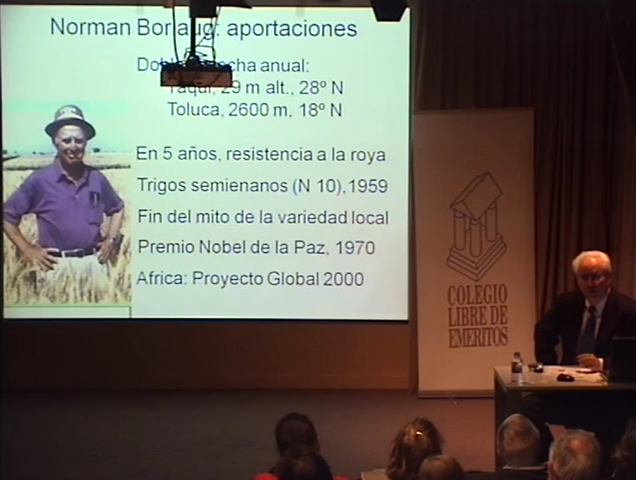 Norman Borlaug: aportaciones
anual:
29 m alt., 28º N
Toluca, 2600 m, 18º N
En 5 años, resistencia a la roya
Trigos semienanos (N 10), 1959
Fin del mito de la variedad local
Premio Nobel de la Paz, 1970
Africa: Proyecto Global 2000
COLEGIO
LIBRE DE
EMERITOS